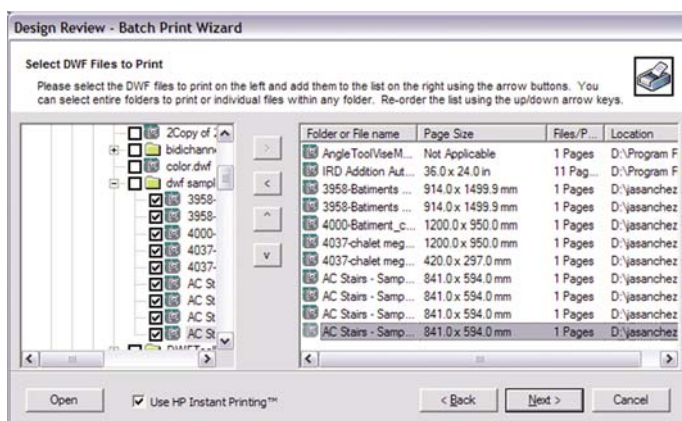 Design Review - Batch Print Wizard
Select DWF Files to Print
Please select the DWF files to print on the left and add them to the list on the right using the arrow buttons. You
can select entire folders to print or individual files within any folder. Re-order the list using the up/down arrow keys.
2Copy of
bidichann
color.dwf
dwf sampl
3958-
3958-
4000-
4037-
4037-
AC St
AC St
AC St
AC St
>
<
^
v
Folder or File name Page Size Files/P... Location
AngleToolViseM... Not Applicable 1 Pages D:\Program F
IRD Addition Aut... 36.0 x 24.0 in 11 Pag... D:\Program F
3958-Batiments ... 914.0 x 1499.9 mm 1 Pages D:\jasanchez
3958-Batiments ... 914.0 x 1499.9 mm 1 Pages D:\jasanchez
4000-Batiment_c... 1200.0 x 950.0 mm 1 Pages D:\jasanchez
4037-chalet meg... 1200.0 x 950.0 mm 1 Pages D:\jasanchez
4037-chalet meg... 420.0 x 297.0 mm 1 Pages D:\jasanchez
AC Stairs - Samp... 841.0 x 594.0 mm 1 Pages D:\jasanchez
AC Stairs - Samp... 841.0 x 594.0 mm 1 Pages D:\jasanchez
AC Stairs - Samp... 841.0 x 594.0 mm 1 Pages D:\jasanchez
AC Stairs - Samp... 841.0 x 594.0 mm 1 Pages D:\jasanchez
Open Use HP Instant Printing™ < Back Next > Cancel